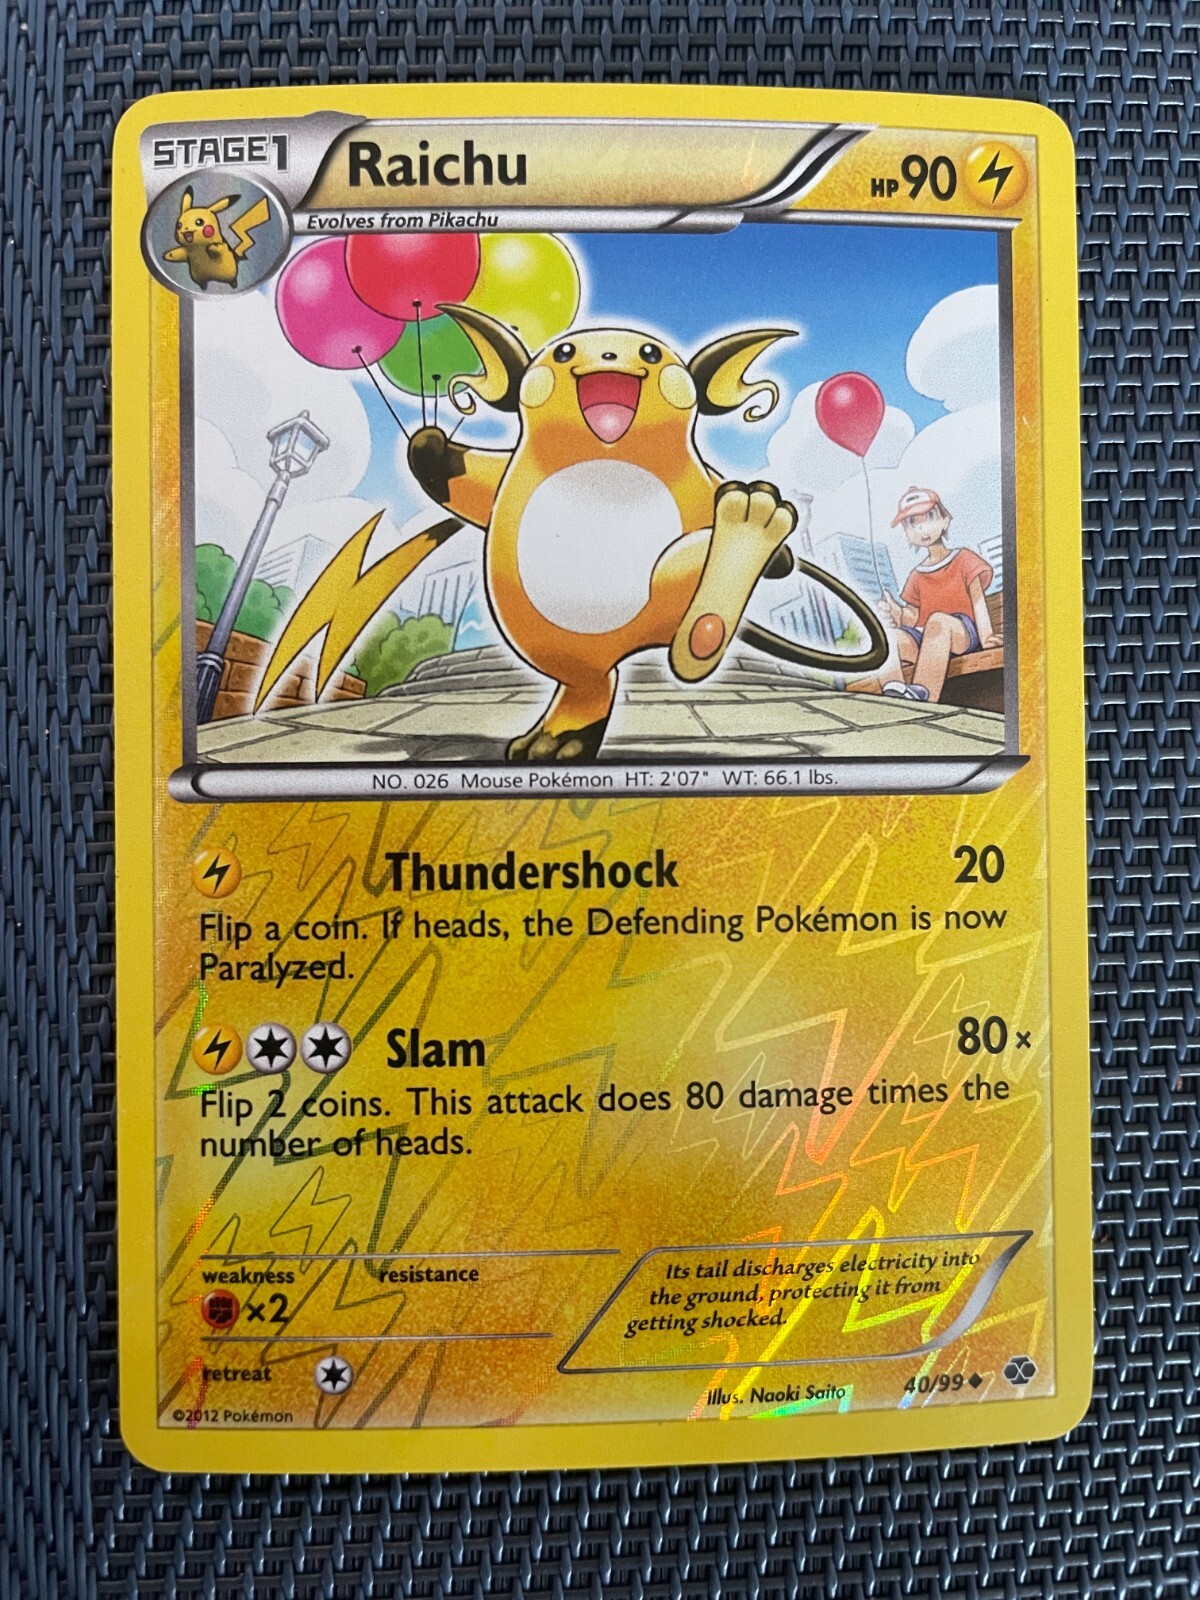 STAGE1
Raichu
HP90
Evolves from Pikachu
NO. 026 Mouse Pokémon HT: 2'07" WT: 66.1 lbs.
Thundershock 20
Flip a coin. If heads, the Defending Pokémon is now
Paralyzed.
Slam 80×
Flip 2 coins. This attack does 80 damage times the
number of heads.
weakness resistance
×2
retreat
Its tail discharges electricity into
the ground, protecting it from
getting shocked.
Illus. Naoki Saito 40/99
©2012 Pokémon